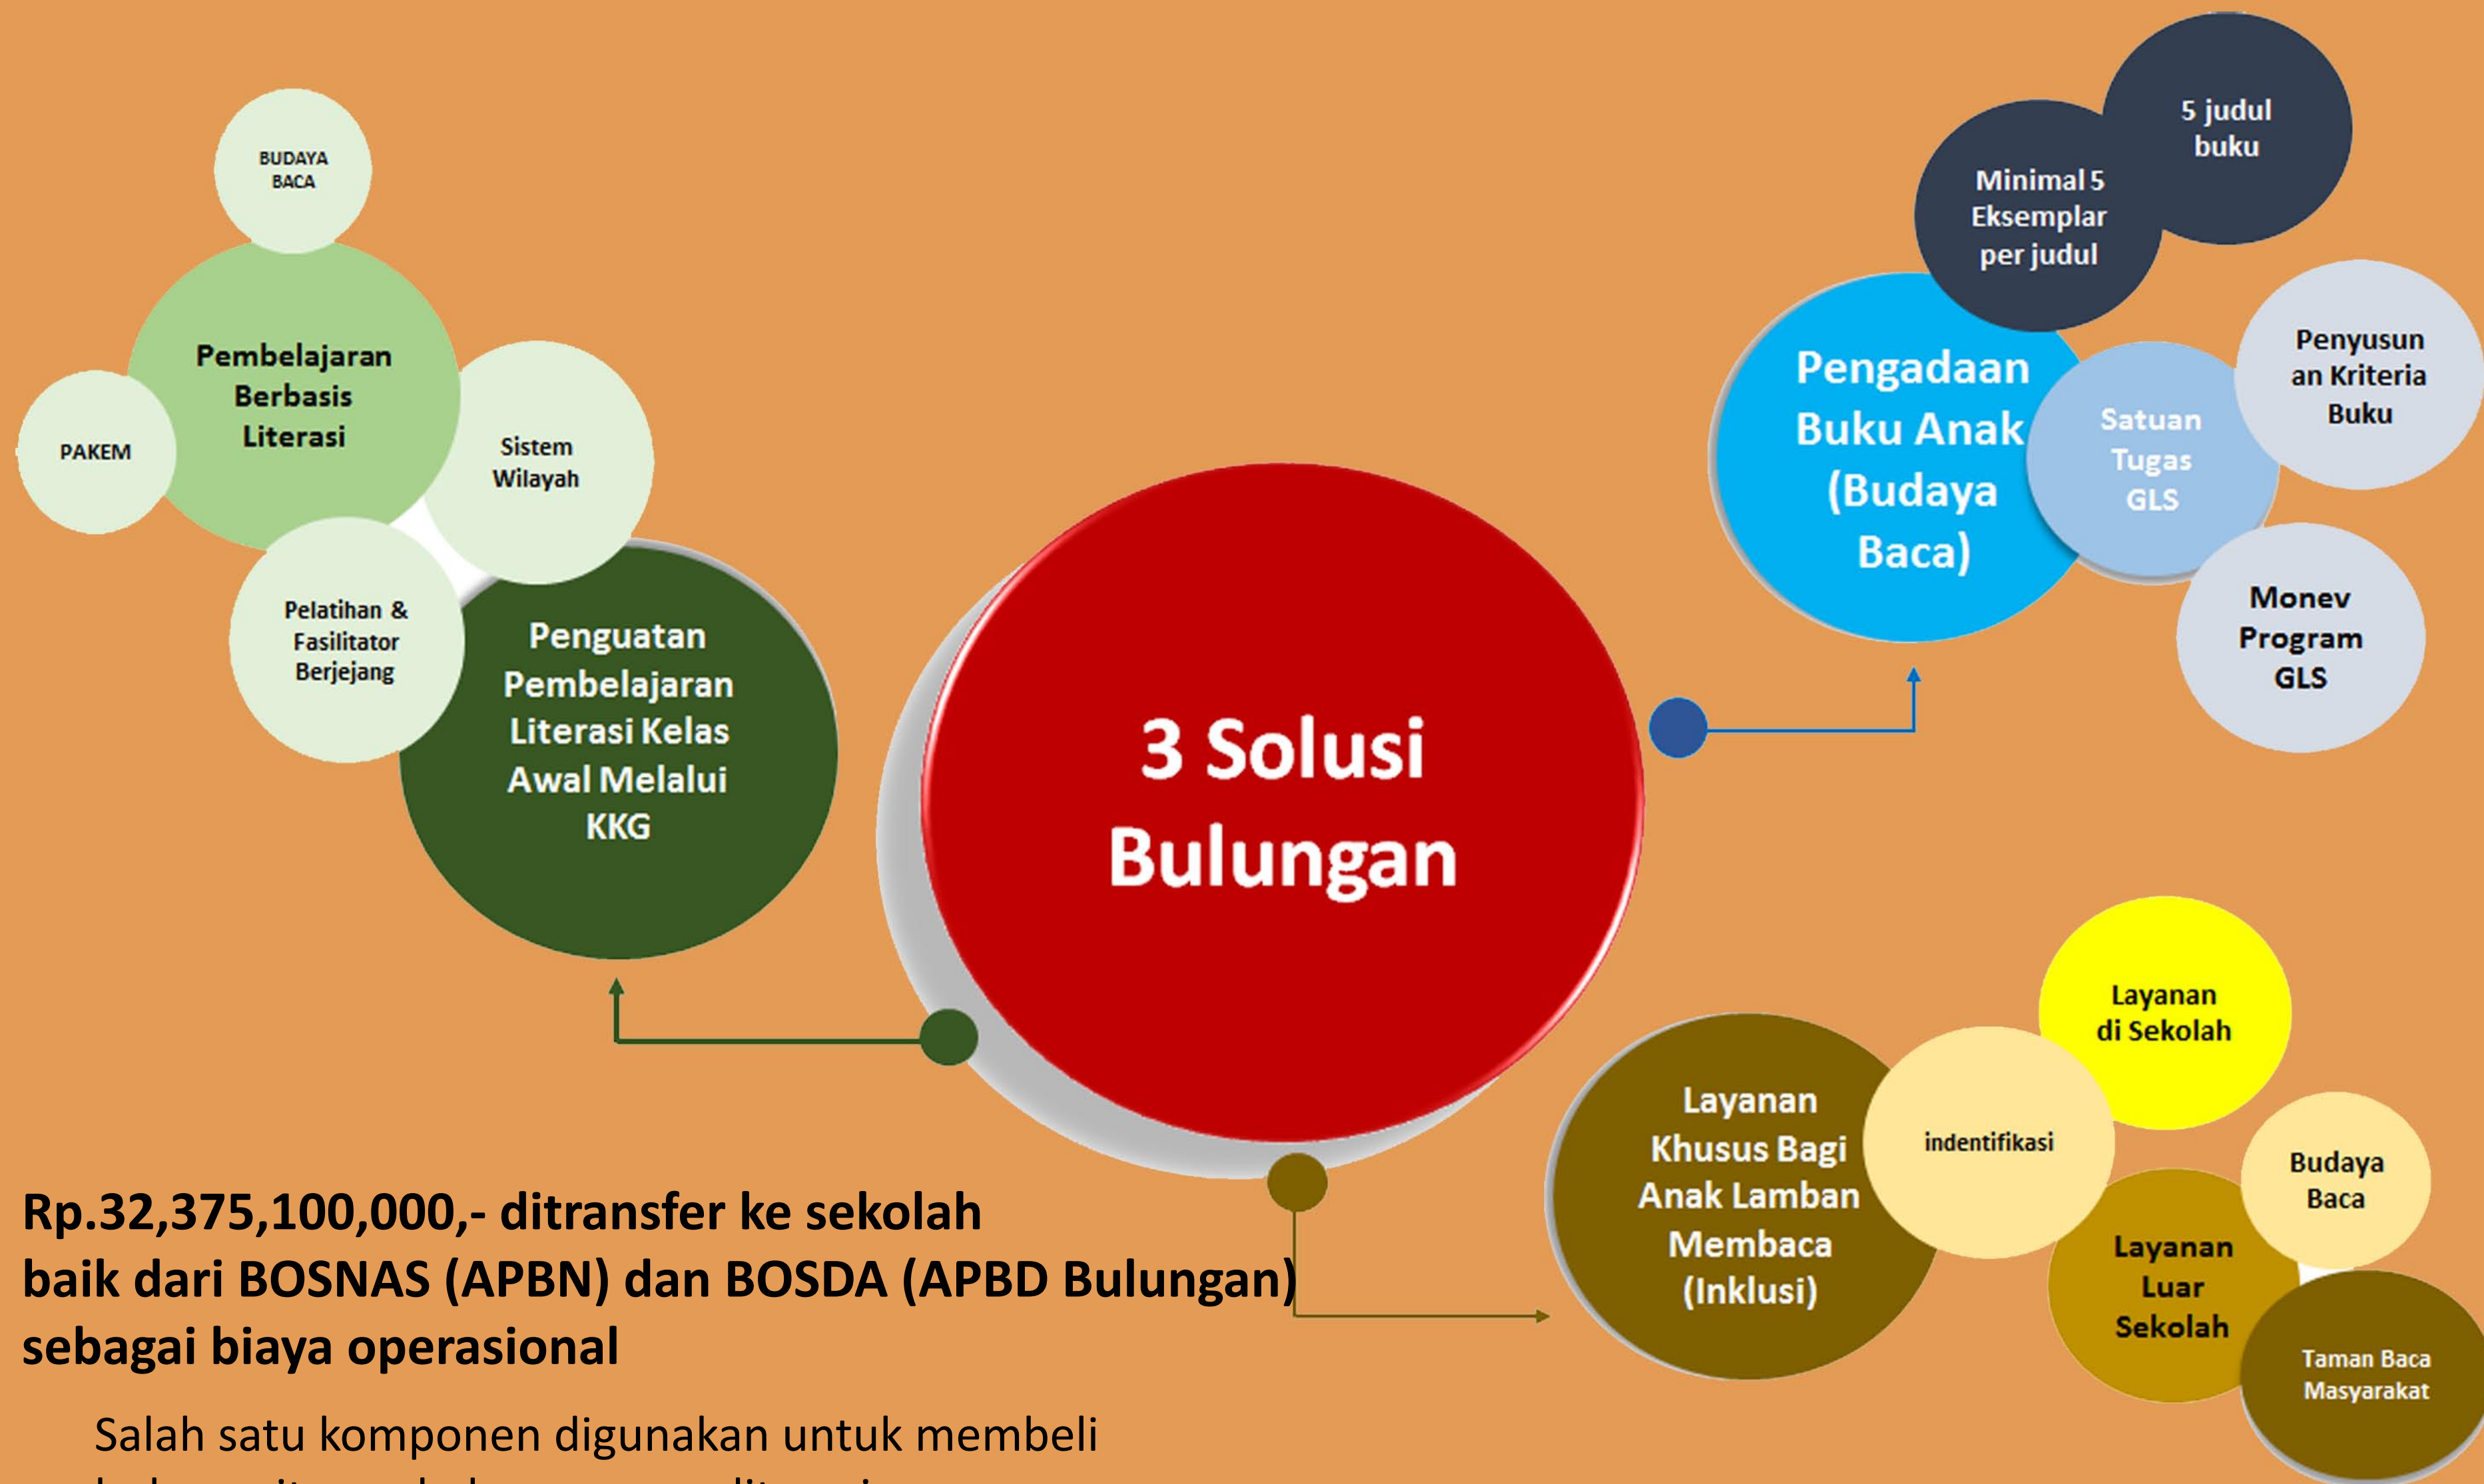 BUDAYA
BACA
Pembelajaran
Berbasis
Literasi
PAKEM
Sistem
Wilayah
Pelatihan &
Fasilitator
Berjejang
Penguatan
Pembelajaran
Literasi Kelas
Awal Melalui
KKG
3 Solusi
Bulungan
5 judul
buku
Minimal 5
Eksemplar
per judul
Pengadaan
Buku Anak
(Budaya
Baca)
Satuan
Tugas
GLS
Penyusun
an Kriteria
Buku
Monev
Program
GLS
Layanan
Khusus Bagi
Anak Lamban
Membaca
(Inklusi)
indentifikasi
Layanan
di Sekolah
Layanan
Luar
Sekolah
Budaya
Baca
Taman Baca
Masyarakat
Rp.32,375,100,000,- ditransfer ke sekolah
baik dari BOSNAS (APBN) dan BOSDA (APBD Bulungan)
sebagai biaya operasional
Salah satu komponen digunakan untuk membeli